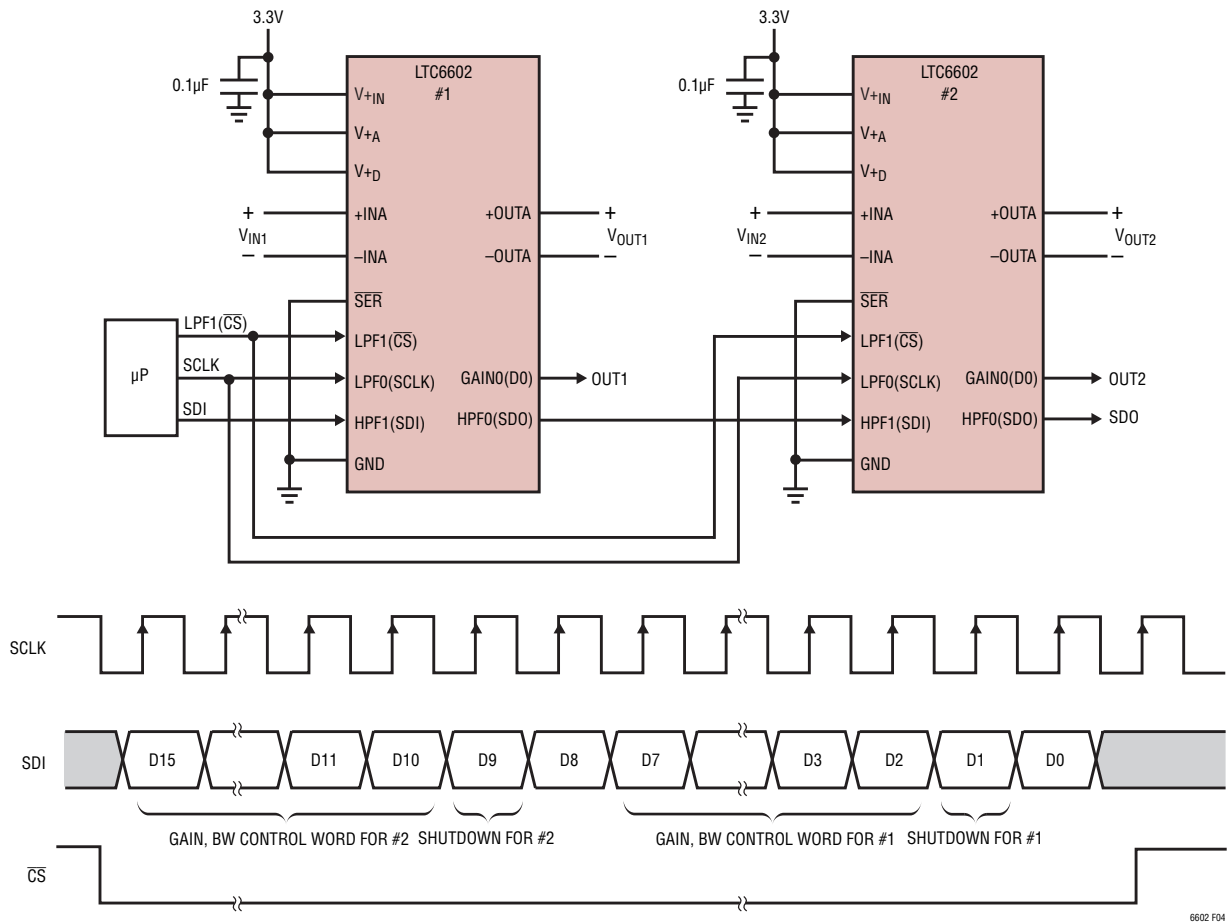 3.3V
0.1µF
LTC6602
#1
V+IN
V+A
V+D
+INA
–INA
+
VIN1
–
+OUTA
–OUTA
+
VOUT1
–
SER
LPF1(CS)
LPF0(SCLK)
HPF1(SDI)
GND
GAIN0(D0)
HPF0(SDO)
OUT1
µP
LPF1(CS)
SCLK
SDI
3.3V
0.1µF
LTC6602
#2
V+IN
V+A
V+D
+INA
–INA
+
VIN2
–
+OUTA
–OUTA
+
VOUT2
–
SER
LPF1(CS)
LPF0(SCLK)
HPF1(SDI)
GND
GAIN0(D0)
HPF0(SDO)
OUT2
SDO
SCLK
SDI
D15 D11 D10 D9 D8 D7 D3 D2 D1 D0
GAIN, BW CONTROL WORD FOR #2 SHUTDOWN FOR #2 GAIN, BW CONTROL WORD FOR #1 SHUTDOWN FOR #1
CS
6602 F04